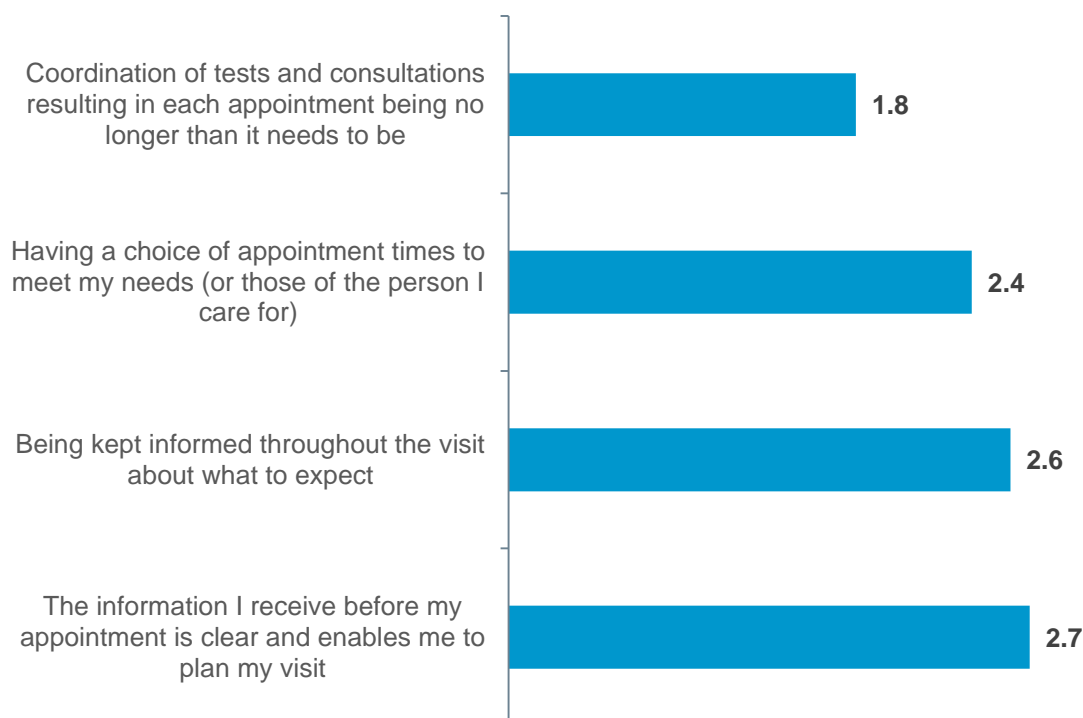 Coordination of tests and consultations
resulting in each appointment being no
longer than it needs to be
1.8
Having a choice of appointment times to
meet my needs (or those of the person I
care for)
2.4
Being kept informed throughout the visit
about what to expect
2.6
The information I receive before my
appointment is clear and enables me to
plan my visit
2.7